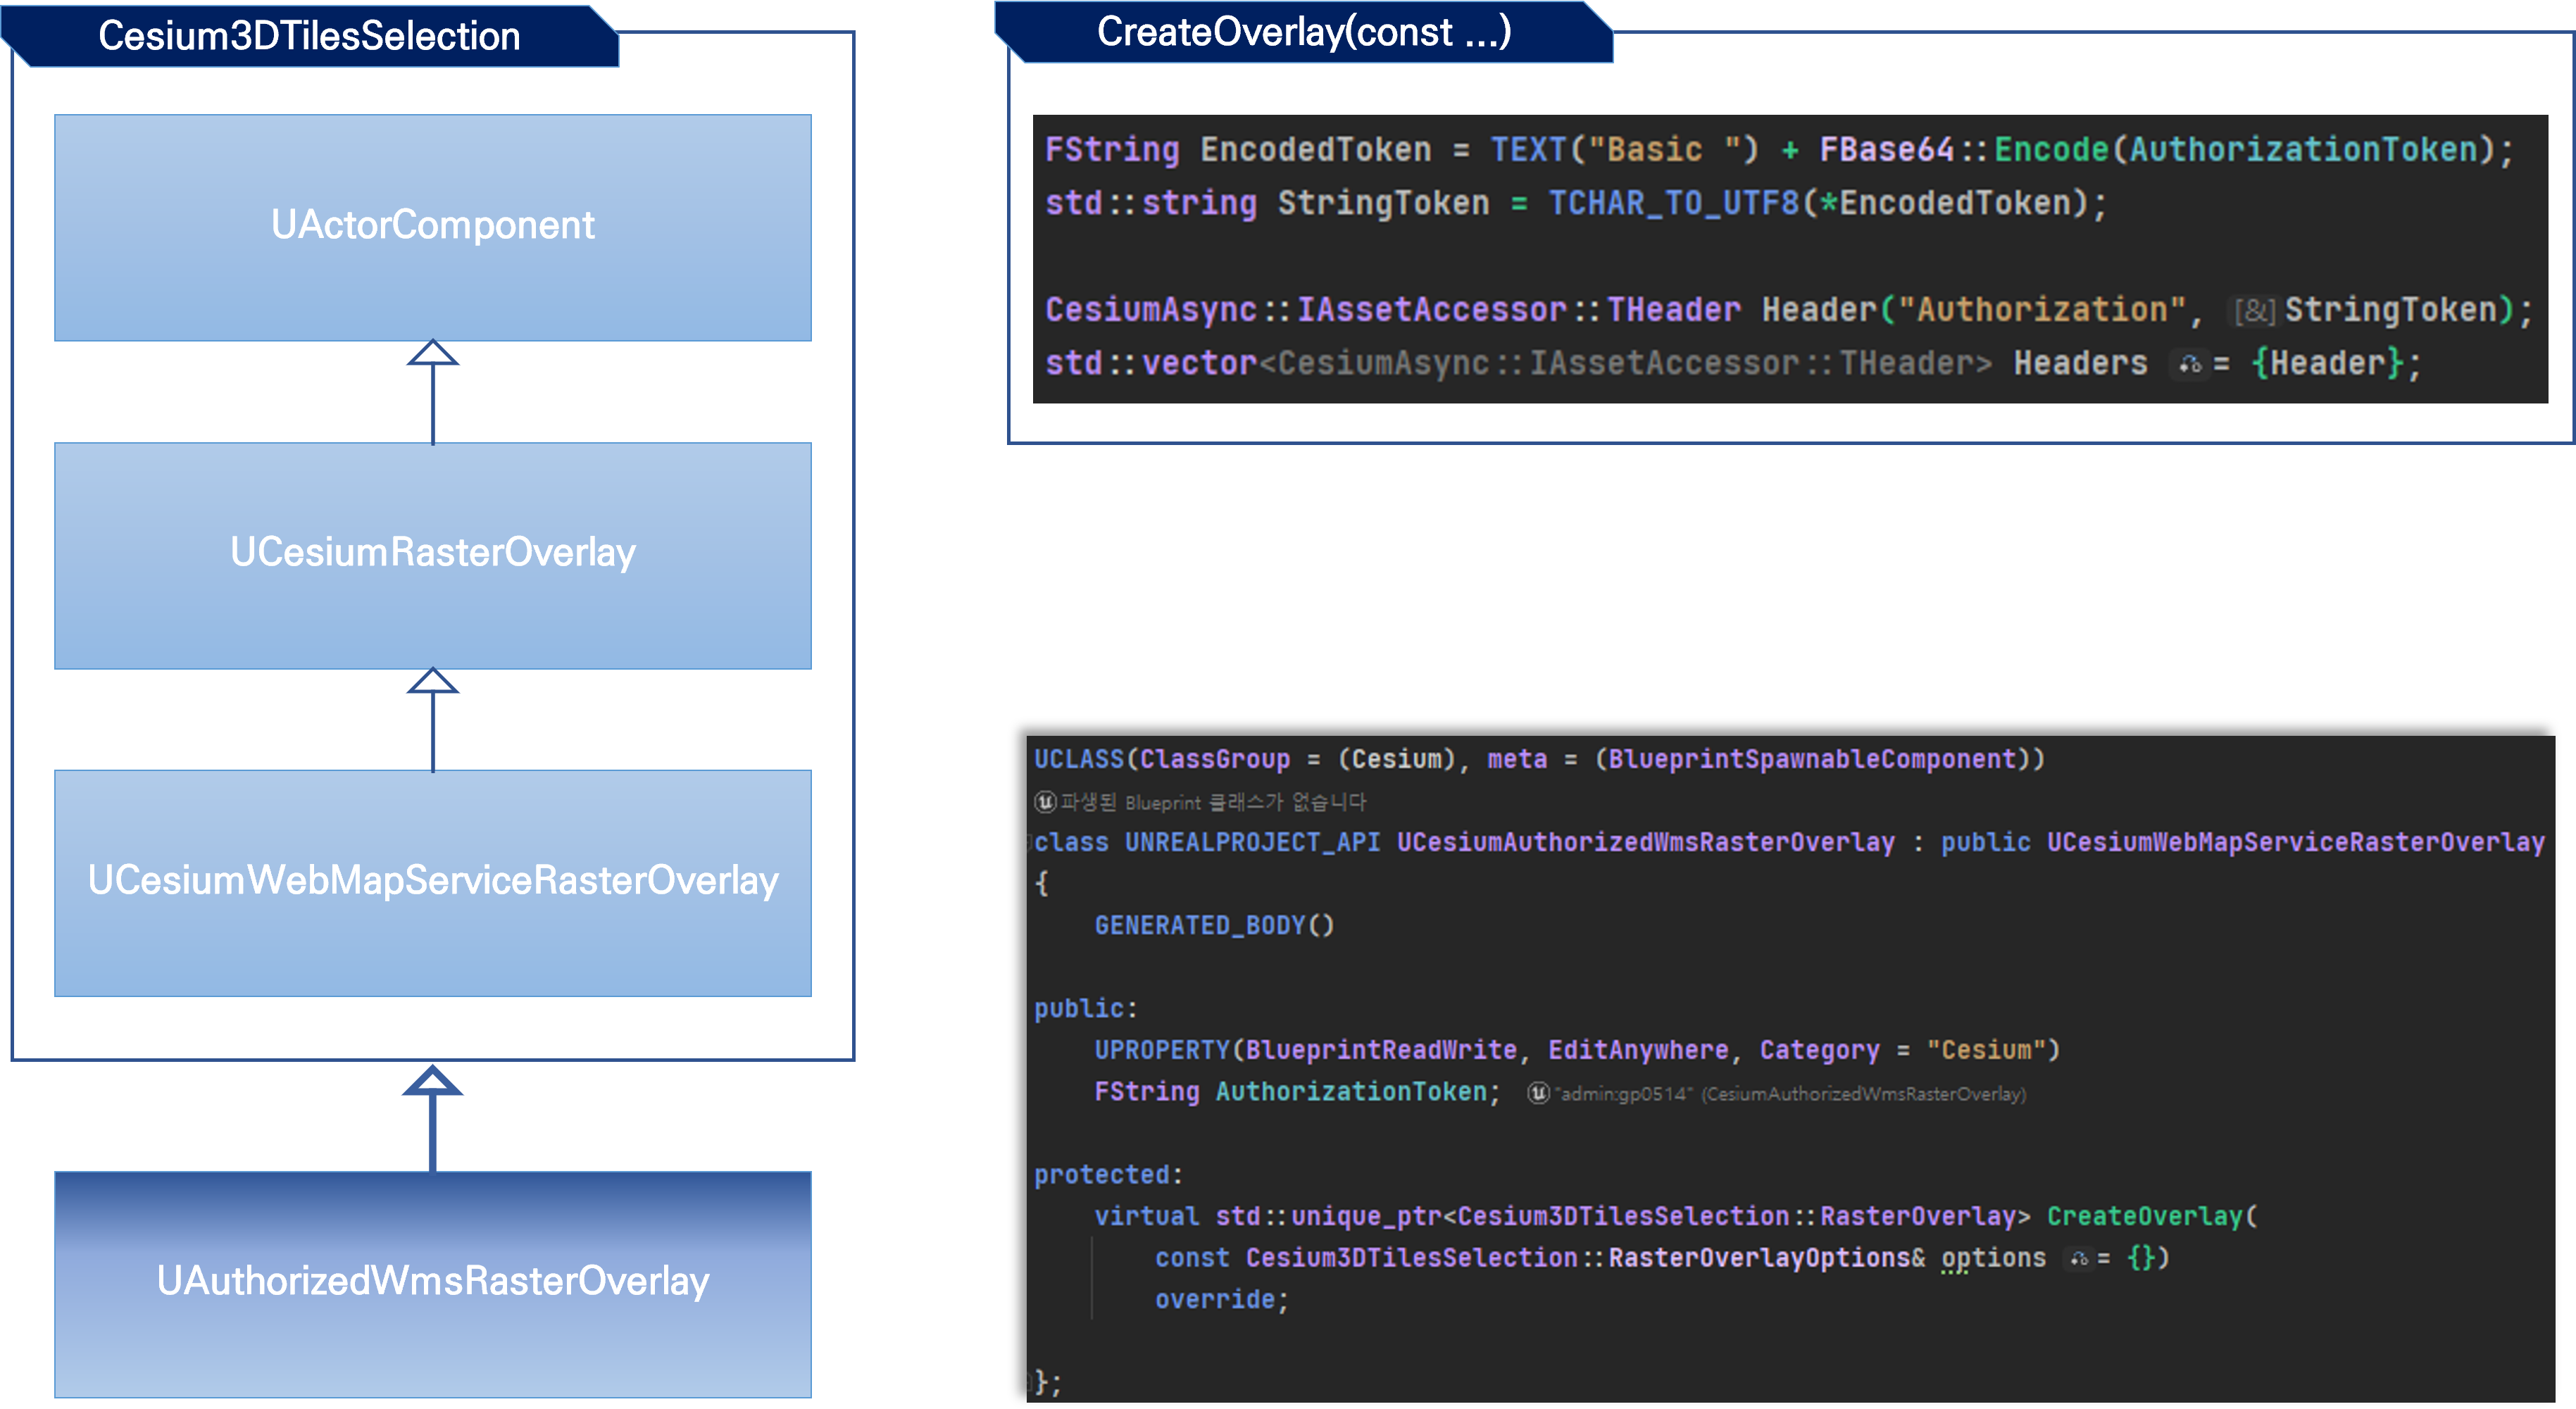 Cesium3DTilesSelection
UActorComponent
UCesiumRasterOverlay
UCesiumWebMapServiceRasterOverlay
UAuthorizedWmsRasterOverlay
CreateOverlay(const ...)
FString EncodedToken = TEXT("Basic ") + FBase64::Encode(AuthorizationToken);
std::string StringToken = TCHAR_TO_UTF8(*EncodedToken);
CesiumAsync::IAssetAccessor::THeader Header("Authorization", [&]StringToken);
std::vector<CesiumAsync::IAssetAccessor::THeader> Headers = {Header};
UCLASS(ClassGroup = (Cesium), meta = (BlueprintSpawnableComponent))
파생된 Blueprint 클래스가 없습니다
class UNREALPROJECT_API UCesiumAuthorizedWmsRasterOverlay : public UCesiumWebMapServiceRasterOverlay
{
GENERATED_BODY()
public:
UPROPERTY(BlueprintReadWrite, EditAnywhere, Category = "Cesium")
FString AuthorizationToken; "admin:gp0514" (CesiumAuthorizedWmsRasterOverlay)
protected:
virtual std::unique_ptr<Cesium3DTilesSelection::RasterOverlay> CreateOverlay(
const Cesium3DTilesSelection::RasterOverlayOptions& options = {})
override;
};